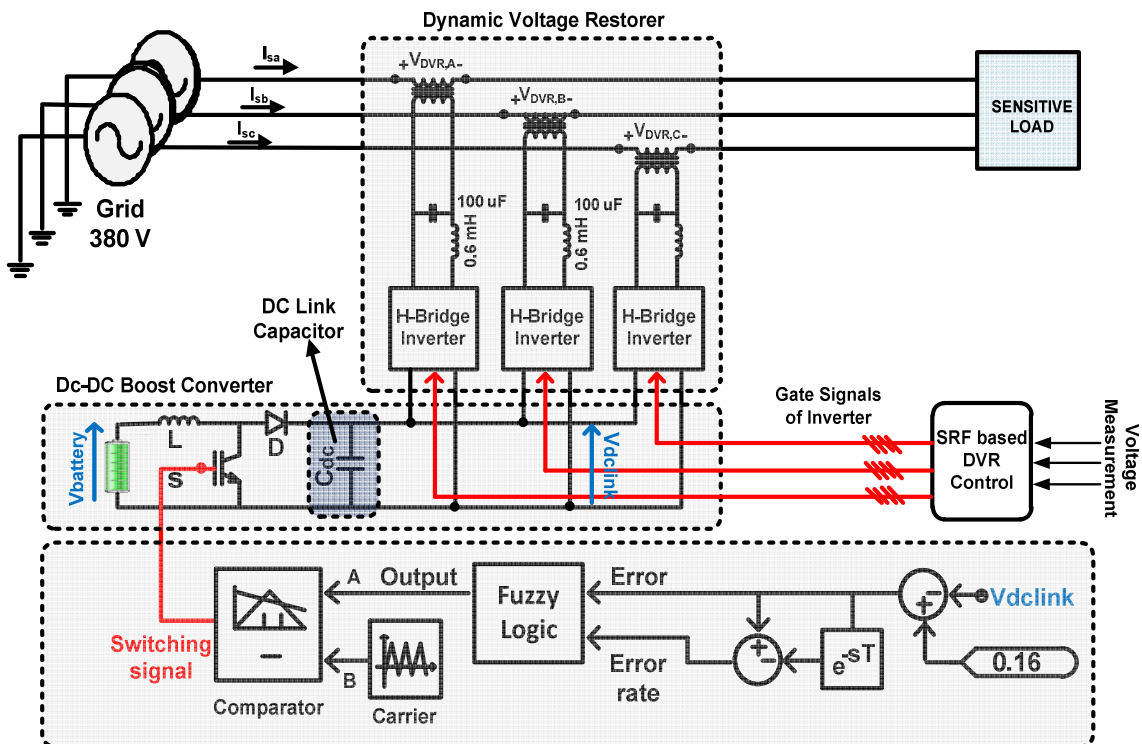 Dynamic Voltage Restorer
Isa
Isb
Isc
+VDVR,A-
+VDVR,B-
+VDVR,C-
SENSITIVE
LOAD
Grid
380 V
100 uF
0.6 mH
100 uF
0.6 mH
H-Bridge
Inverter
H-Bridge
Inverter
H-Bridge
Inverter
DC Link
Capacitor
Dc-DC Boost Converter
Vbattery
L
D
S
Cdc
Vdclink
Gate Signals
of Inverter
SRF based
DVR
Control
Voltage
Measurement
A
Output
Fuzzy
Logic
Error
Error
rate
+
-
e-sT
-
+
Vdclink
0.16
Switching
signal
B
Comparator
Carrier